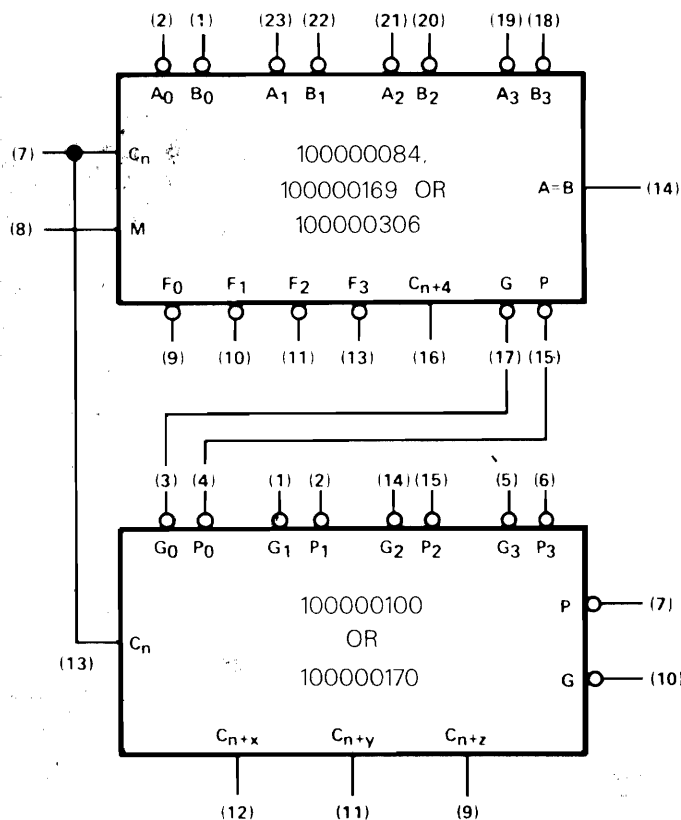 (2) (1) (23) (22) (21) (20) (19) (18)
A0 B0 A1 B1 A2 B2 A3 B3
(7) Cn 100000084,
100000169 OR A=B (14)
(8) M 100000306
F0 F1 F2 F3 Cn+4 G P
(9) (10) (11) (13) (16) (17) (15)
(3) (4) (1) (2) (14) (15) (5) (6)
G0 P0 G1 P1 G2 P2 G3 P3
100000100 P (7)
(13) Cn OR
100000170 G (10)
Cn+x Cn+y Cn+z
(12) (11) (9)